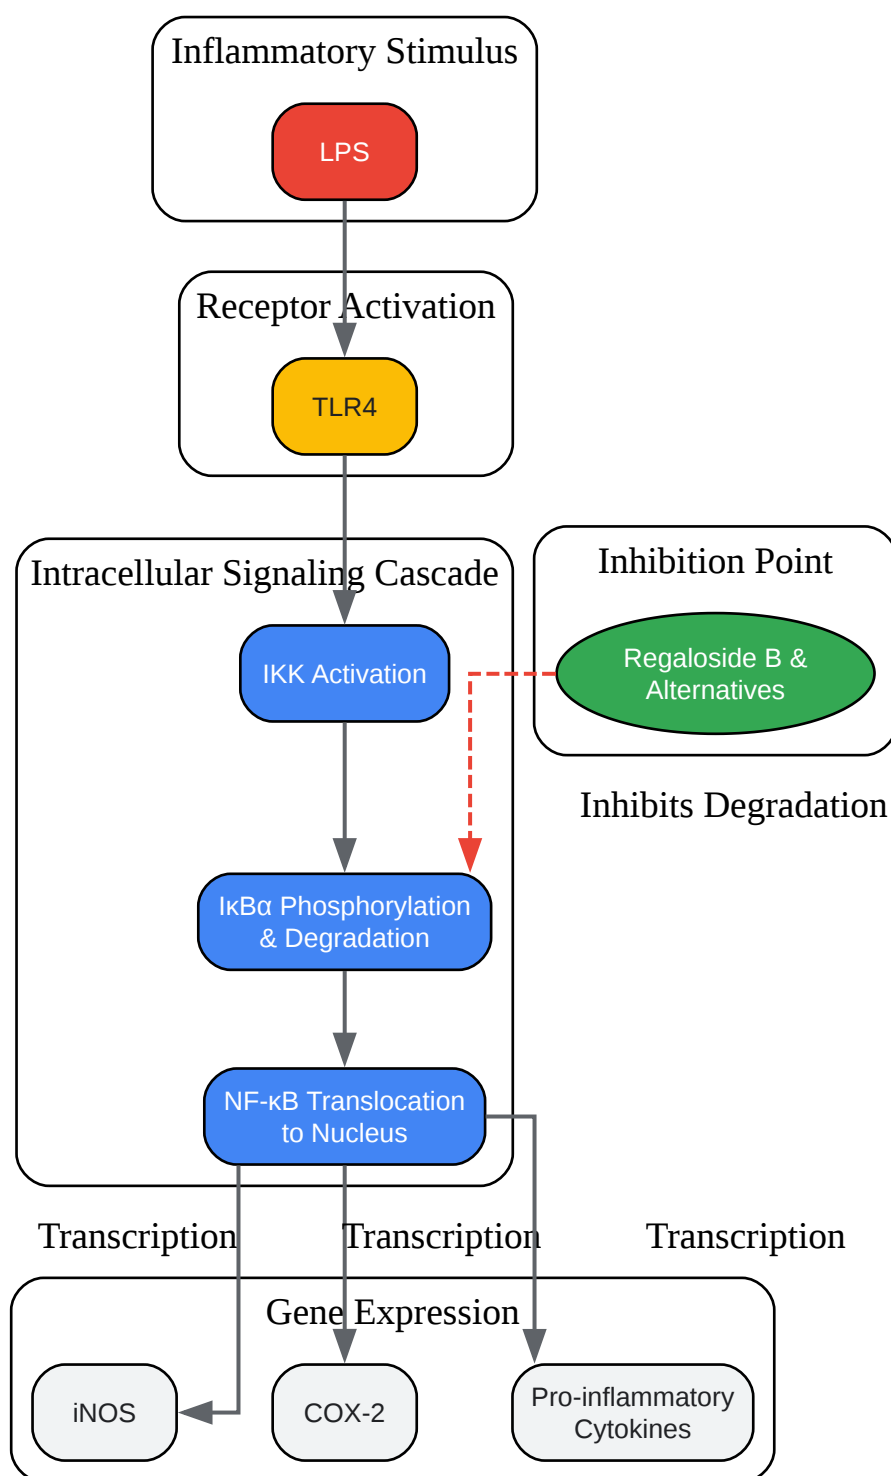 Inflammatory Stimulus
LPS
Receptor Activation
TLR4
Intracellular Signaling Cascade
Inhibition Point
IKK Activation
Regaloside B &
Alternatives
Inhibits Degradation
IκBα Phosphorylation
& Degradation
NF-κB Translocation
to Nucleus
Transcription
Transcription
Transcription
Gene Expression
iNOS
COX-2
Pro-inflammatory
Cytokines